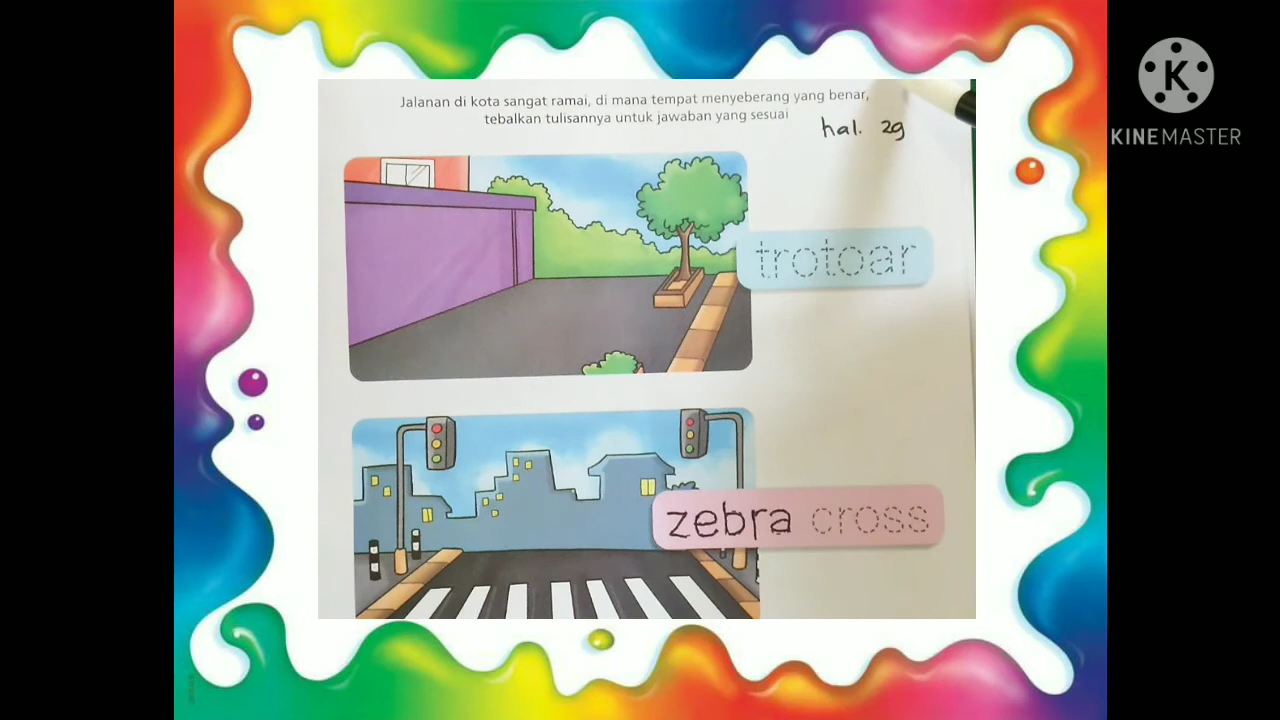 Jalanan di kota sangat ramai, di mana tempat menyeberang yang benar,
tebalkan tulisannya untuk jawaban yang sesuai
hal. 29
trotoar
zebra cross
K
KINEMASTER